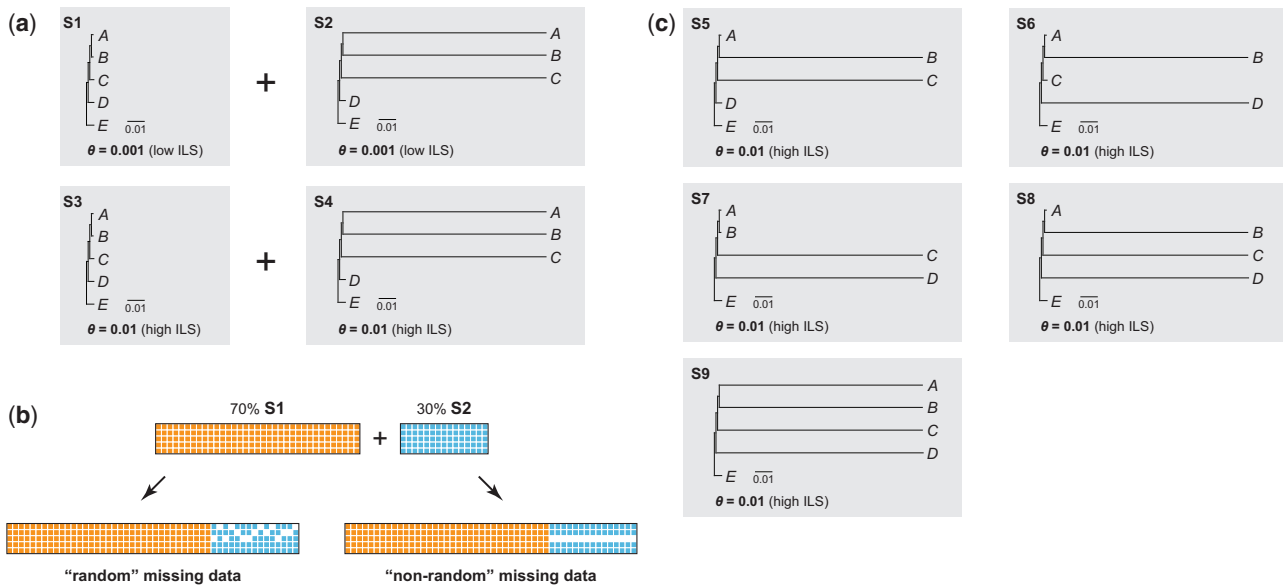 (a)
S1
A
B
C
D
E 0.01
θ = 0.001 (low ILS)
+
S2
A
B
C
D
E 0.01
θ = 0.001 (low ILS)
S3
A
B
C
D
E 0.01
θ = 0.01 (high ILS)
+
S4
A
B
C
D
E 0.01
θ = 0.01 (high ILS)
(b)
70% S1
+
30% S2
“random” missing data
“non-random” missing data
(c)
S5
A
B
C
D
E 0.01
θ = 0.01 (high ILS)
S6
A
B
C
D
E 0.01
θ = 0.01 (high ILS)
S7
A
B
C
D
E 0.01
θ = 0.01 (high ILS)
S8
A
B
C
D
E 0.01
θ = 0.01 (high ILS)
S9
A
B
C
D
E 0.01
θ = 0.01 (high ILS)